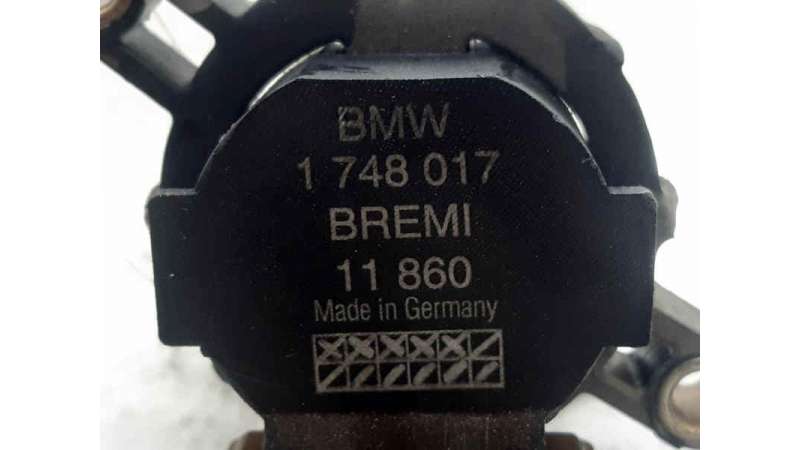 BMW
1 748 017
BREMI
11 860
Made in Germany